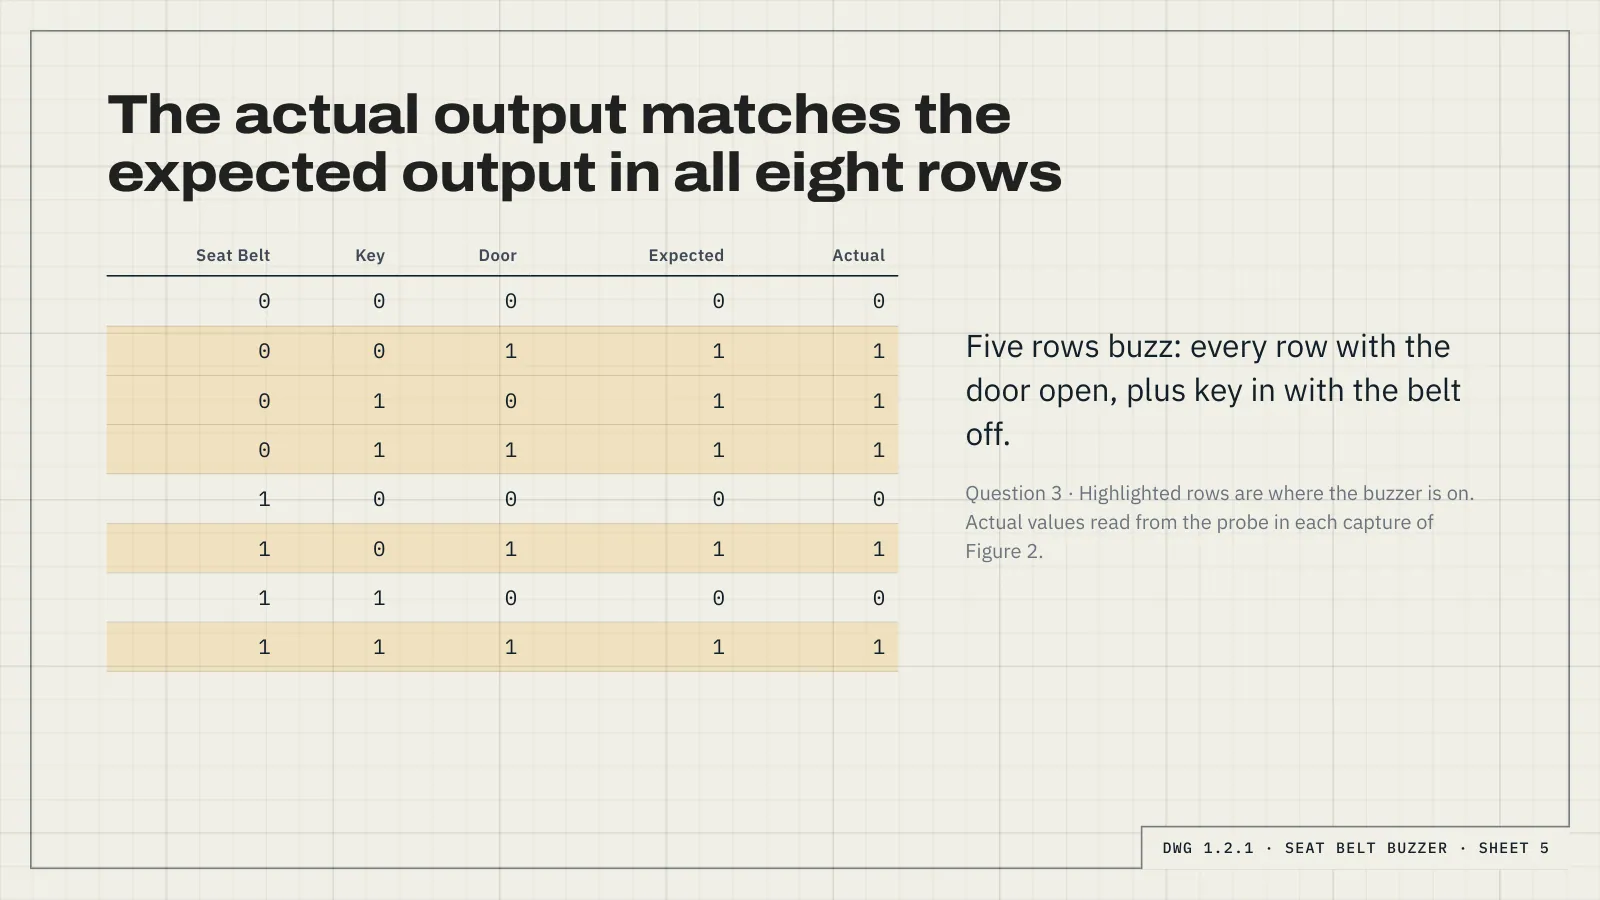 The actual output matches the
expected output in all eight rows
Seat Belt Key Door Expected Actual
0 0 0 0 0
0 0 1 1 1
0 1 0 1 1
0 1 1 1 1
1 0 0 0 0
1 0 1 1 1
1 1 0 0 0
1 1 1 1 1
Five rows buzz: every row with the
door open, plus key in with the belt
off.
Question 3 · Highlighted rows are where the buzzer is on.
Actual values read from the probe in each capture of
Figure 2.
DWG 1.2.1 · SEAT BELT BUZZER · SHEET 5